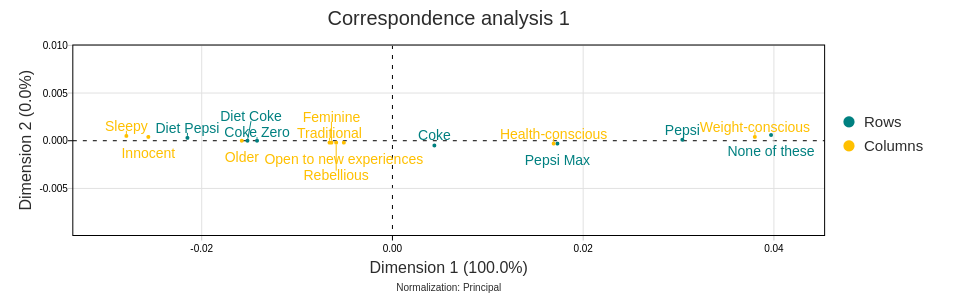 Correspondence analysis 1
0.010
0.005
0.000
-0.005
Dimension 2 (0.0%)
Sleepy
Innocent
Diet Pepsi
Diet Coke
Coke Zero
Older
Feminine
Traditional
Open to new experiences
Rebellious
Coke
Health-conscious
Pepsi Max
Pepsi
Weight-conscious
None of these
Rows
Columns
-0.02
0.00
0.02
0.04
Dimension 1 (100.0%)
Normalization: Principal